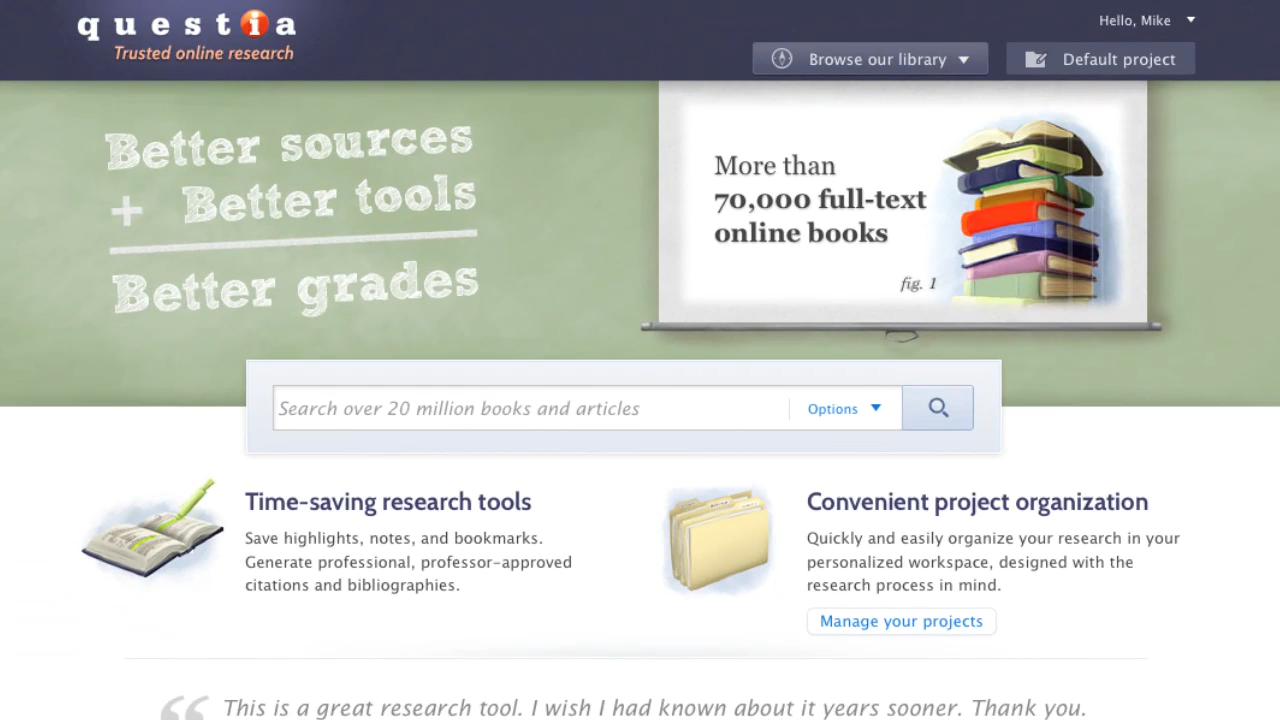 questia
Trusted online research
Hello, Mike
Browse our library
Default project
Better sources
+ Better tools
Better grades
More than
70,000 full-text
online books
fig. 1
Search over 20 million books and articles
Options
Time-saving research tools
Save highlights, notes, and bookmarks.
Generate professional, professor-approved
citations and bibliographies.
Convenient project organization
Quickly and easily organize your research in your
personalized workspace, designed with the
research process in mind.
Manage your projects
“ This is a great research tool. I wish I had known about it years sooner. Thank you.